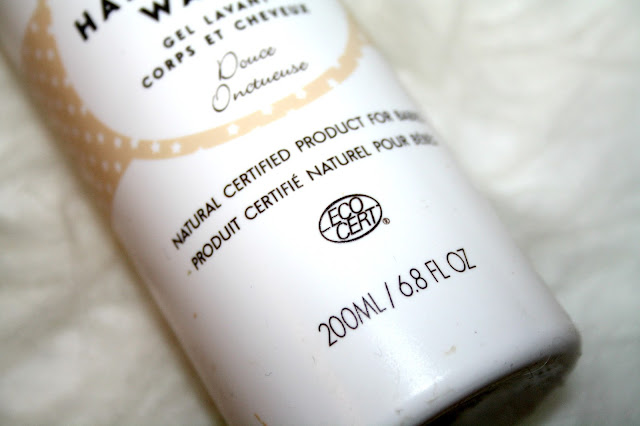 GEL LAVANT
CORPS ET CHEVEUX
Douce
Onctueuse
NATURAL CERTIFIED PRODUCT FOR
PRODUIT CERTIFIÉ NATUREL POUR
ECO
CERT®
200ML / 6.8 FL OZ